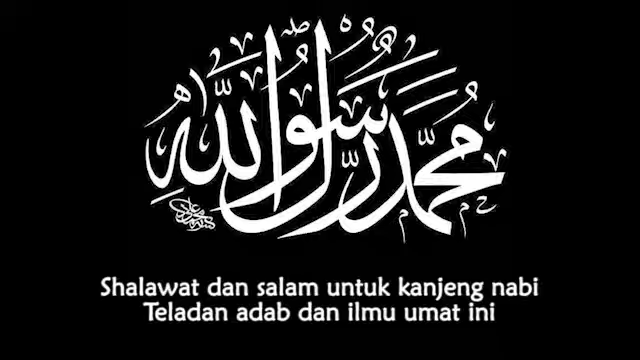 محمد رسول الله
Shalawat dan salam untuk kanjeng nabi
Teladan adab dan ilmu umat ini